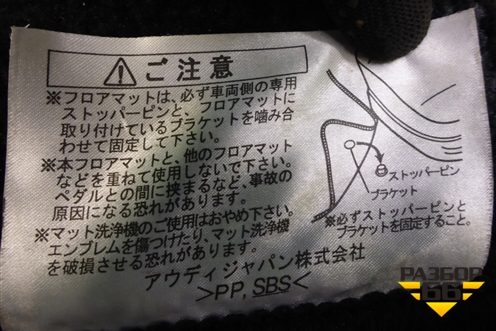 ご注意
※フロアマットは、必ず車両側の専用
ストッパーピンと、フロアマットに
取り付けているブラケットを噛み合
わせて固定して下さい。
※本フロアマットと、他のフロアマット
などを重ねて使用しないで下さい。
ペダルとの間に挟まるなど、事故の
原因になる恐れがあります。
※マット洗浄機のご使用はおやめ下さい。
エンブレムを傷つけたり、マット洗浄機
を破損させる恐れがあります。
アウディジャパン株式会社
>PP, SBS<
ストッパーピン
ブラケット
※必ずストッパーピンと
ブラケットを固定すること。
РАЗБОР
66